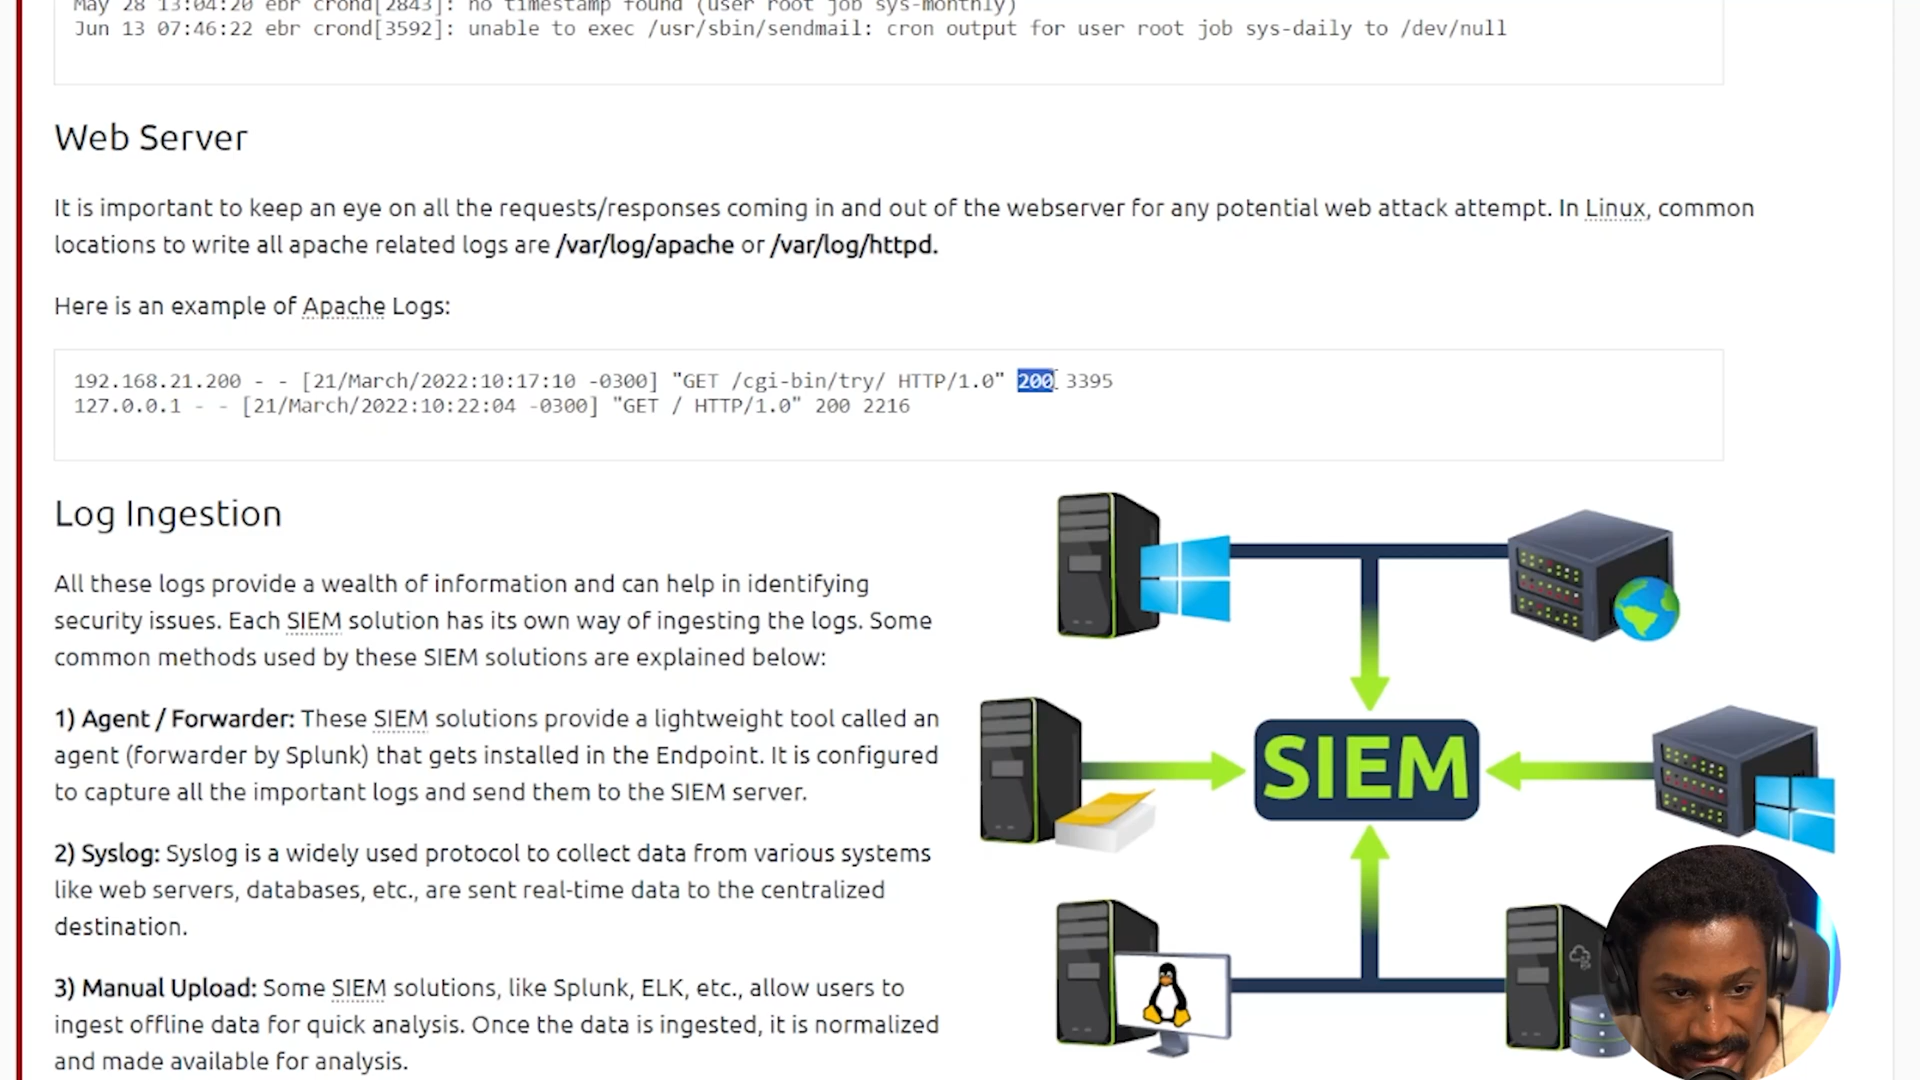 May 28 13:04:20 ebr crond[2843]: no timestamp found (user root job sys-monthly)
Jun 13 07:46:22 ebr crond[3592]: unable to exec /usr/sbin/sendmail: cron output for user root job sys-daily to /dev/null
Web Server
It is important to keep an eye on all the requests/responses coming in and out of the webserver for any potential web attack attempt. In Linux, common
locations to write all apache related logs are /var/log/apache or /var/log/httpd.
Here is an example of Apache Logs:
192.168.21.200 - - [21/March/2022:10:17:10 -0300] "GET /cgi-bin/try/ HTTP/1.0" 200 3395
127.0.0.1 - - [21/March/2022:10:22:04 -0300] "GET / HTTP/1.0" 200 2216
Log Ingestion
All these logs provide a wealth of information and can help in identifying
security issues. Each SIEM solution has its own way of ingesting the logs. Some
common methods used by these SIEM solutions are explained below:
1) Agent / Forwarder: These SIEM solutions provide a lightweight tool called an
agent (forwarder by Splunk) that gets installed in the Endpoint. It is configured
to capture all the important logs and send them to the SIEM server.
2) Syslog: Syslog is a widely used protocol to collect data from various systems
like web servers, databases, etc., are sent real-time data to the centralized
destination.
3) Manual Upload: Some SIEM solutions, like Splunk, ELK, etc., allow users to
ingest offline data for quick analysis. Once the data is ingested, it is normalized
and made available for analysis.
SIEM